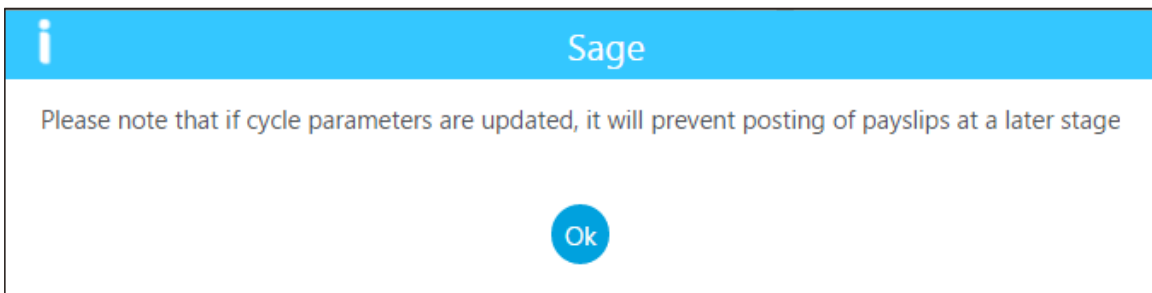 Sage
Please note that if cycle parameters are updated, it will prevent posting of payslips at a later stage
Ok